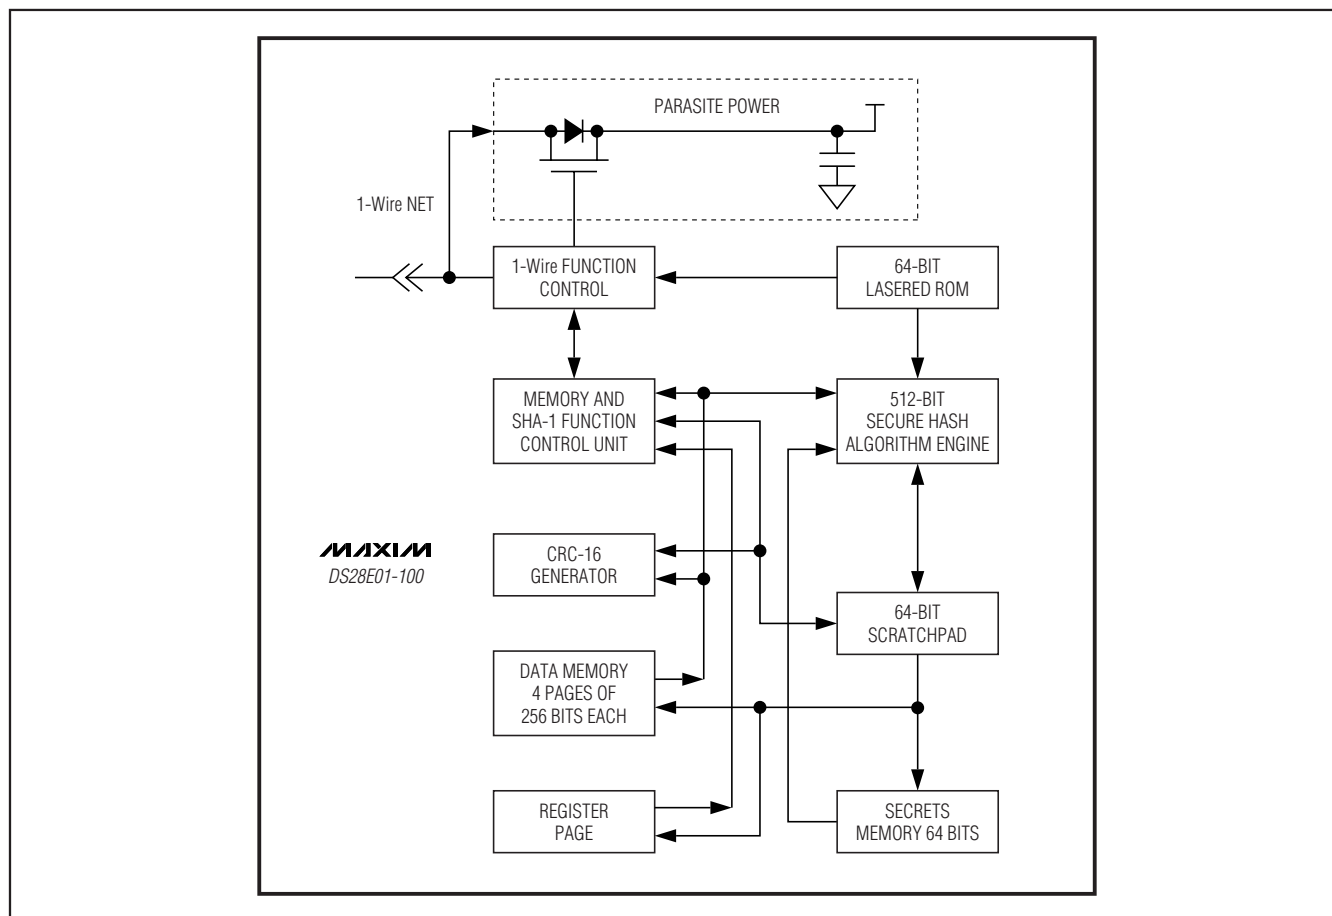 PARASITE POWER
1-Wire NET
1-Wire FUNCTION
CONTROL
64-BIT
LASERED ROM
MEMORY AND
SHA-1 FUNCTION
CONTROL UNIT
512-BIT
SECURE HASH
ALGORITHM ENGINE
MAXIM
DS28E01-100
CRC-16
GENERATOR
64-BIT
SCRATCHPAD
DATA MEMORY
4 PAGES OF
256 BITS EACH
REGISTER
PAGE
SECRETS
MEMORY 64 BITS